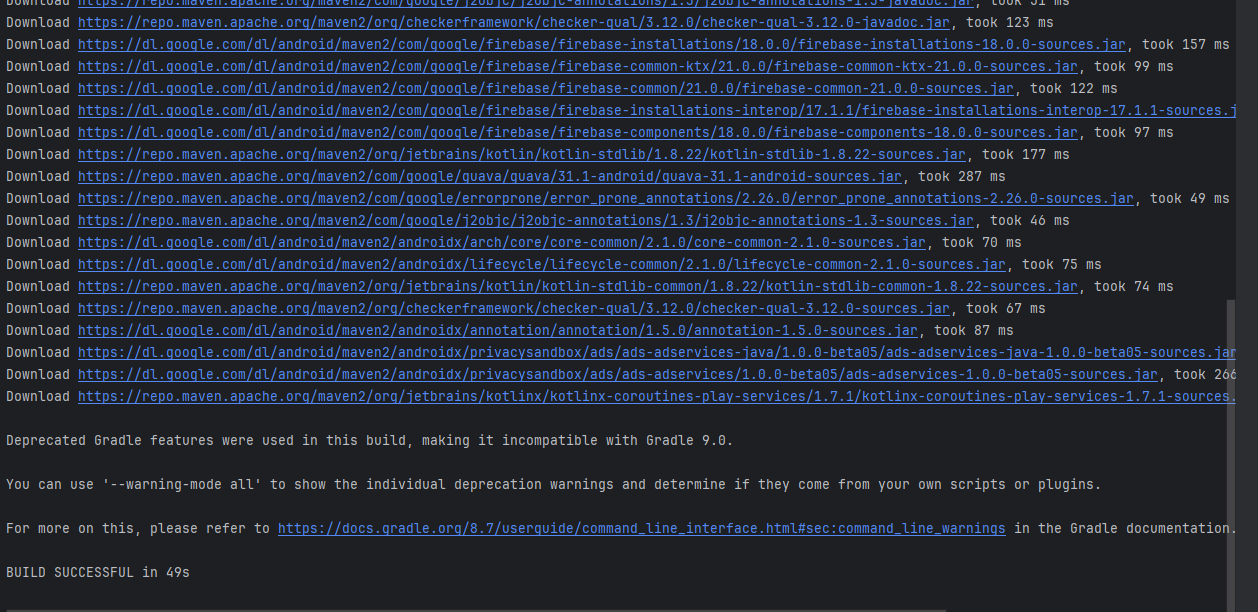 Download https://repo.maven.apache.org/maven2/com/google/j2objc/j2objc-annotations/1.3/j2objc-annotations-1.3-javadoc.jar, took 51 ms
Download https://repo.maven.apache.org/maven2/org/checkerframework/checker-qual/3.12.0/checker-qual-3.12.0-javadoc.jar, took 123 ms
Download https://dl.google.com/dl/android/maven2/com/google/firebase/firebase-installations/18.0.0/firebase-installations-18.0.0-sources.jar, took 157 ms
Download https://dl.google.com/dl/android/maven2/com/google/firebase/firebase-common-ktx/21.0.0/firebase-common-ktx-21.0.0-sources.jar, took 99 ms
Download https://dl.google.com/dl/android/maven2/com/google/firebase/firebase-common/21.0.0/firebase-common-21.0.0-sources.jar, took 122 ms
Download https://dl.google.com/dl/android/maven2/com/google/firebase/firebase-installations-interop/17.1.1/firebase-installations-interop-17.1.1-sources.j
Download https://dl.google.com/dl/android/maven2/com/google/firebase/firebase-components/18.0.0/firebase-components-18.0.0-sources.jar, took 97 ms
Download https://repo.maven.apache.org/maven2/org/jetbrains/kotlin/kotlin-stdlib/1.8.22/kotlin-stdlib-1.8.22-sources.jar, took 177 ms
Download https://repo.maven.apache.org/maven2/com/google/guava/guava/31.1-android/guava-31.1-android-sources.jar, took 287 ms
Download https://repo.maven.apache.org/maven2/com/google/errorprone/error_prone_annotations/2.26.0/error_prone_annotations-2.26.0-sources.jar, took 49 ms
Download https://repo.maven.apache.org/maven2/com/google/j2objc/j2objc-annotations/1.3/j2objc-annotations-1.3-sources.jar, took 46 ms
Download https://dl.google.com/dl/android/maven2/androidx/arch/core/core-common/2.1.0/core-common-2.1.0-sources.jar, took 70 ms
Download https://dl.google.com/dl/android/maven2/androidx/lifecycle/lifecycle-common/2.1.0/lifecycle-common-2.1.0-sources.jar, took 75 ms
Download https://repo.maven.apache.org/maven2/org/jetbrains/kotlin/kotlin-stdlib-common/1.8.22/kotlin-stdlib-common-1.8.22-sources.jar, took 74 ms
Download https://repo.maven.apache.org/maven2/org/checkerframework/checker-qual/3.12.0/checker-qual-3.12.0-sources.jar, took 67 ms
Download https://dl.google.com/dl/android/maven2/androidx/annotation/annotation/1.5.0/annotation-1.5.0-sources.jar, took 87 ms
Download https://dl.google.com/dl/android/maven2/androidx/privacysandbox/ads/ads-adservices-java/1.0.0-beta05/ads-adservices-java-1.0.0-beta05-sources.jar
Download https://dl.google.com/dl/android/maven2/androidx/privacysandbox/ads/ads-adservices/1.0.0-beta05/ads-adservices-1.0.0-beta05-sources.jar, took 266
Download https://repo.maven.apache.org/maven2/org/jetbrains/kotlinx/kotlinx-coroutines-play-services/1.7.1/kotlinx-coroutines-play-services-1.7.1-sources.
Deprecated Gradle features were used in this build, making it incompatible with Gradle 9.0.
You can use '--warning-mode all' to show the individual deprecation warnings and determine if they come from your own scripts or plugins.
For more on this, please refer to https://docs.gradle.org/8.7/userguide/command_line_interface.html#sec:command_line_warnings in the Gradle documentation.
BUILD SUCCESSFUL in 49s